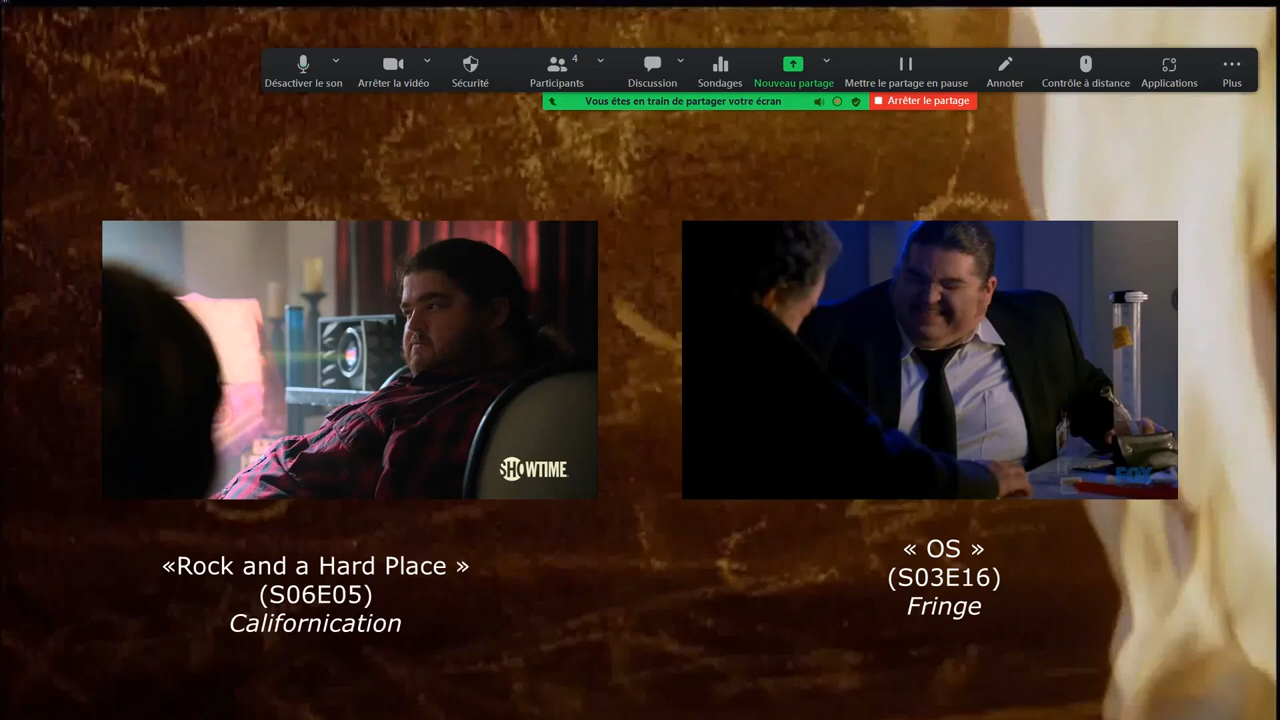 Désactiver le son
Arrêter la vidéo
Sécurité
4
Participants
Discussion
Sondages
Nouveau partage
Mettre le partage en pause
Annoter
Contrôle à distance
Applications
Plus
Vous êtes en train de partager votre écran
Arrêter le partage
SHOWTIME
FOX
«Rock and a Hard Place »
(S06E05)
Californication
« OS »
(S03E16)
Fringe